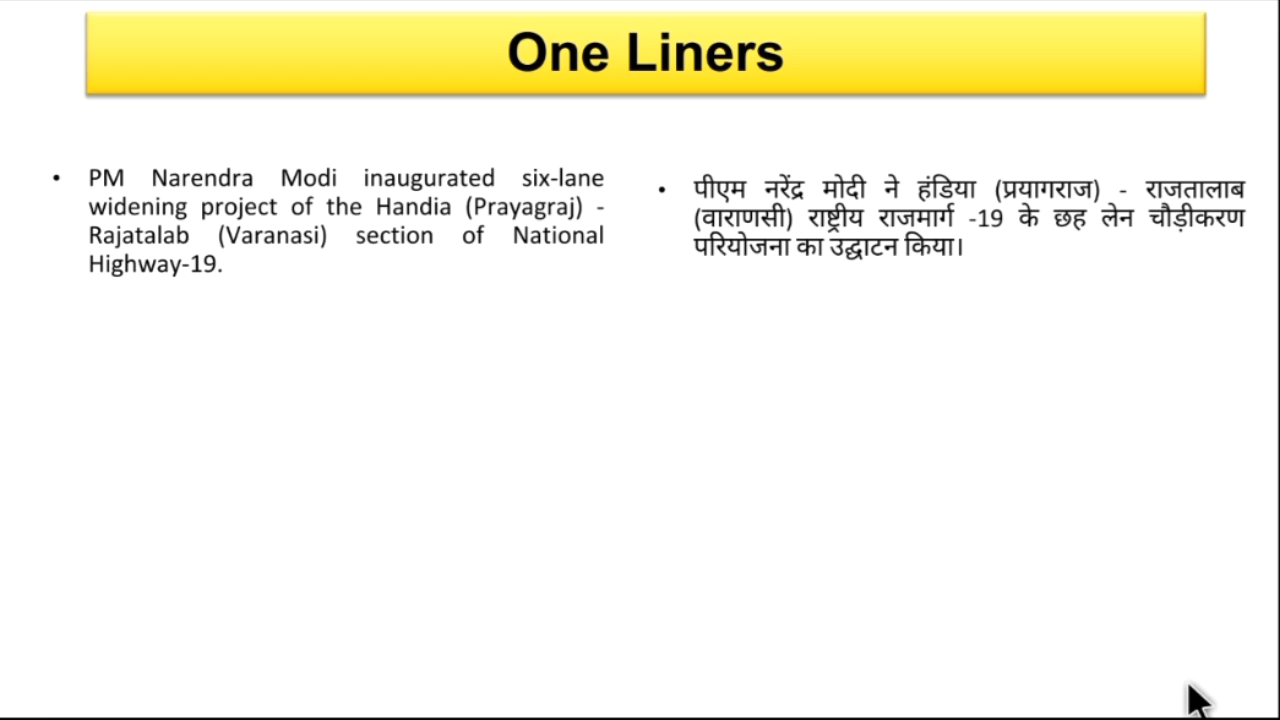 One Liners
• PM Narendra Modi inaugurated six-lane
widening project of the Handia (Prayagraj) -
Rajatalab (Varanasi) section of National
Highway-19.
• पीएम नरेंद्र मोदी ने हंडिया (प्रयागराज) - राजतालाब
(वाराणसी) राष्ट्रीय राजमार्ग -19 के छह लेन चौड़ीकरण
परियोजना का उद्घाटन किया।